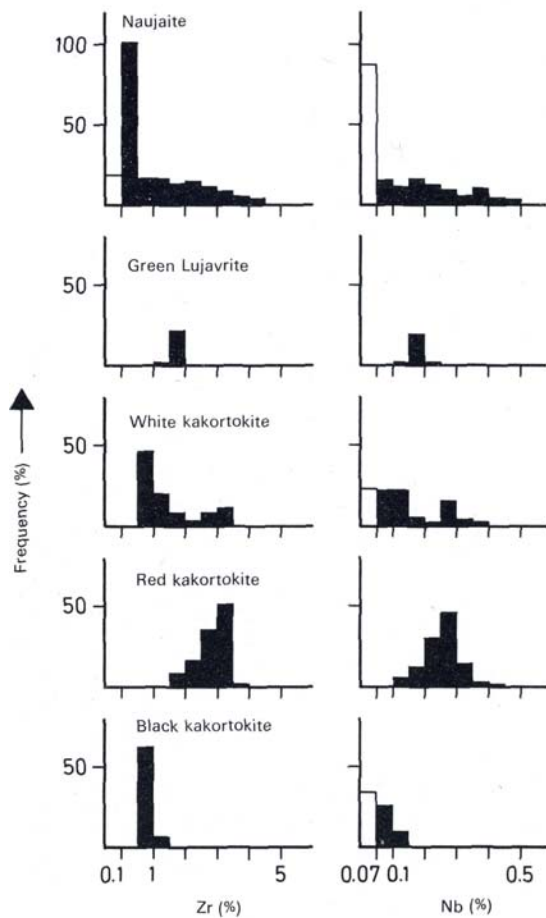 Naujaite
100
50
Green Lujavrite
50
White kakortokite
50
Frequency (%)
Red kakortokite
50
Black kakortokite
50
0.1 1 5
0.07 0.1 0.5
Zr (%)
Nb (%)